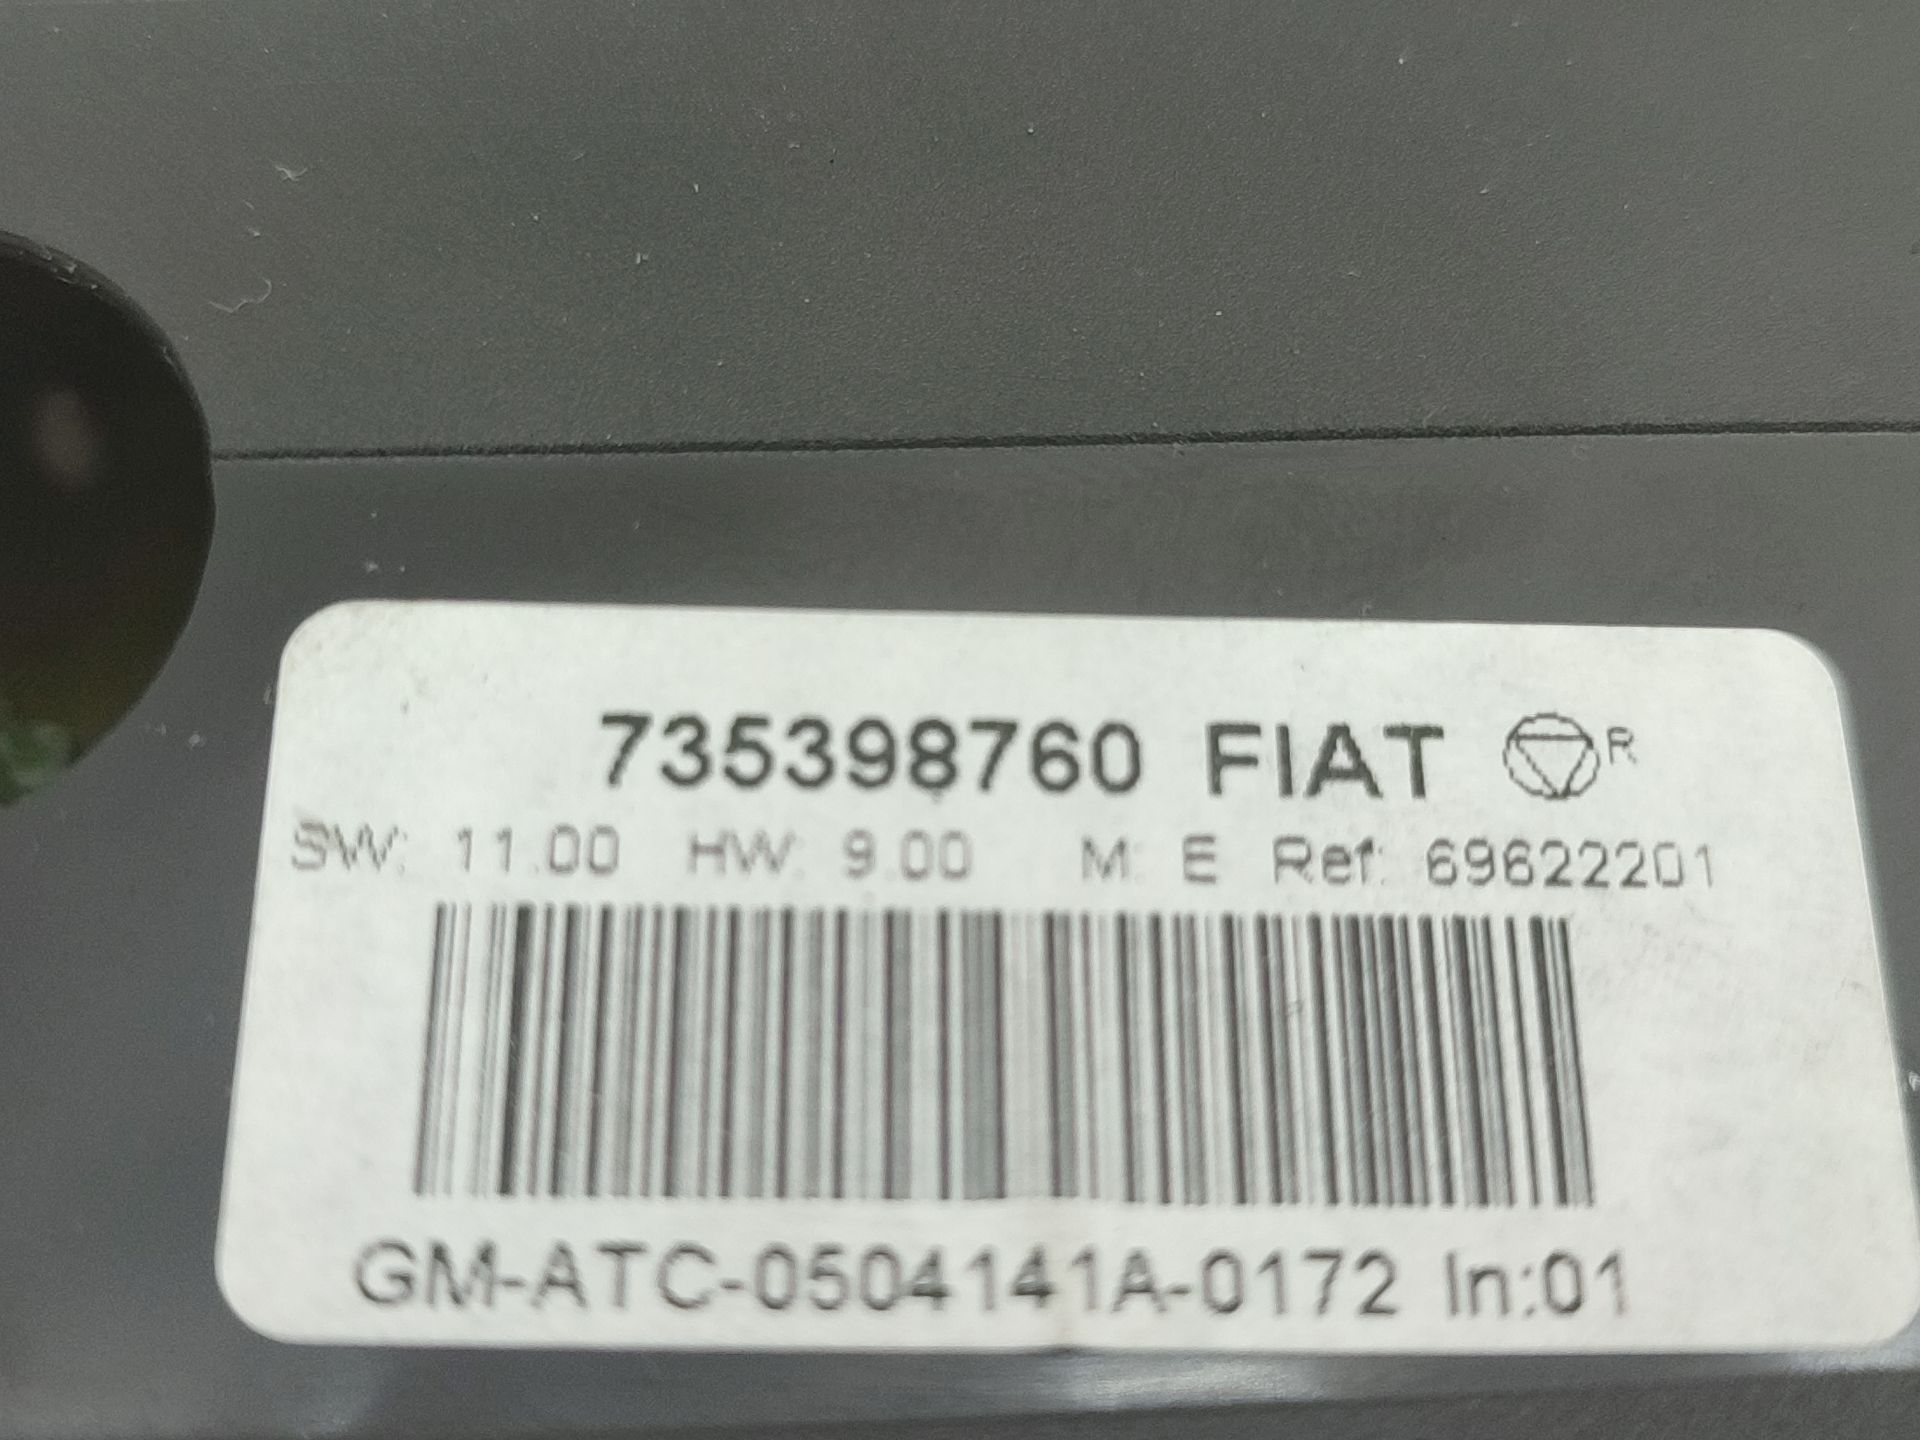 735398760 FIAT R
SW: 11.00 HW: 9.00 M: E Ref: 69622201
GM-ATC-0504141A-0172 In:01